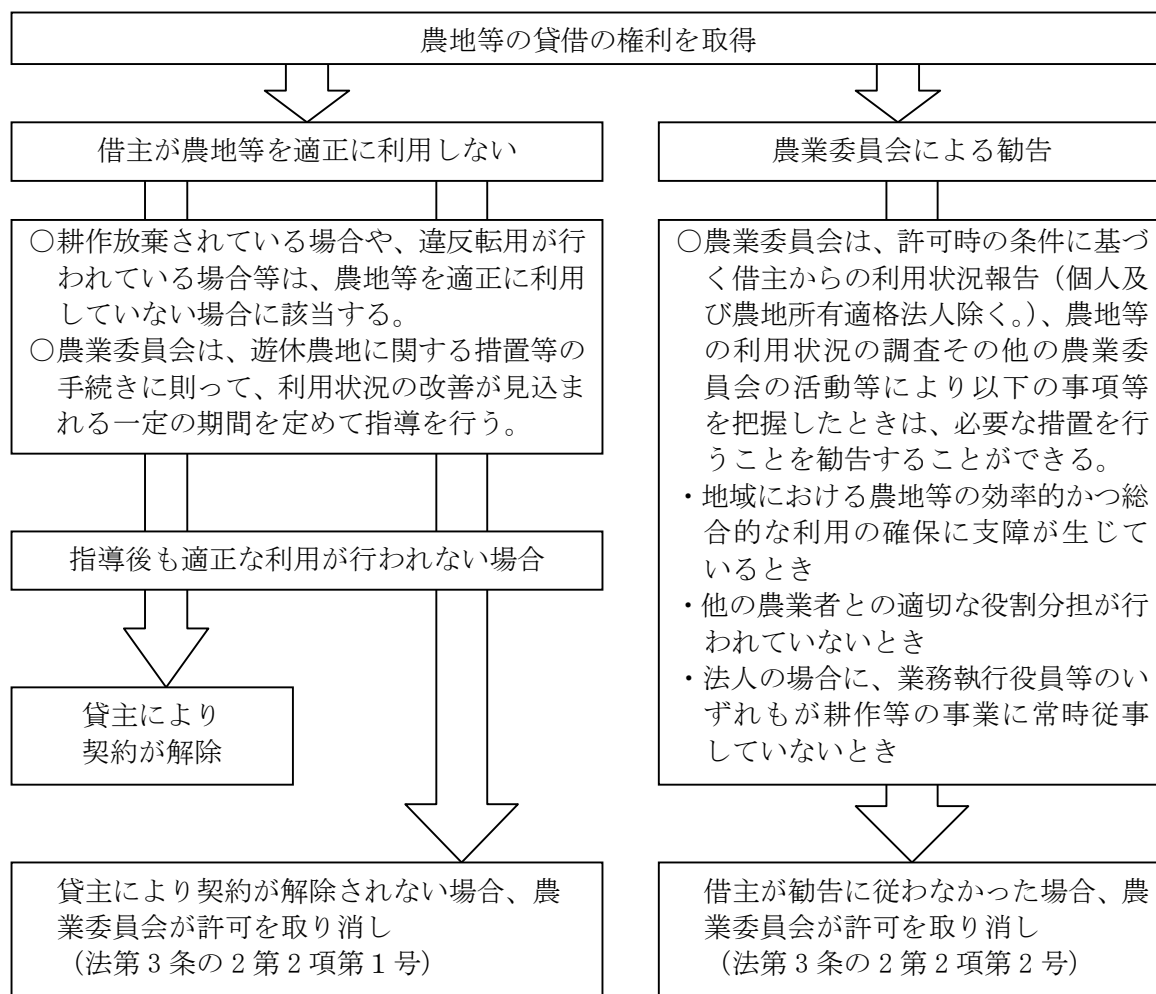 農地等の貸借の権利を取得
借主が農地等を適正に利用しない
○耕作放棄されている場合や、違反転用が行
われている場合等は、農地等を適正に利用
していない場合に該当する。
○農業委員会は、遊休農地に関する措置等の
手続きに則って、利用状況の改善が見込ま
れる一定の期間を定めて指導を行う。
指導後も適正な利用が行われない場合
貸主により
契約が解除
貸主により契約が解除されない場合、農
業委員会が許可を取り消し
(法第3条の2第2項第1号)
農業委員会による勧告
○農業委員会は、許可時の条件に基づ
く借主からの利用状況報告(個人及
び農地所有適格法人除く。)、農地等
の利用状況の調査その他の農業委
員会の活動等により以下の事項等
を把握したときは、必要な措置を行
うことを勧告することができる。
・地域における農地等の効率的かつ総
合的な利用の確保に支障が生じて
いるとき
・他の農業者との適切な役割分担が行
われていないとき
・法人の場合に、業務執行役員等のい
ずれもが耕作等の事業に常時従事
していないとき
借主が勧告に従わなかった場合、農
業委員会が許可を取り消し
(法第3条の2第2項第2号)